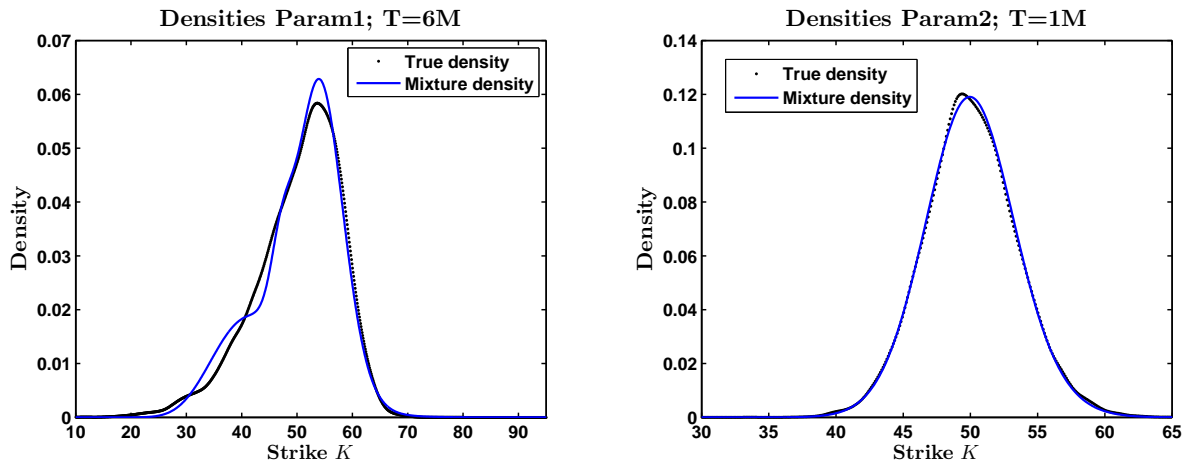 Densities Param1; T=6M
0.07
0.06
0.05
0.04
0.03
0.02
0.01
0
Density
True density
Mixture density
10 20 30 40 50 60 70 80 90
Strike K
Densities Param2; T=1M
0.14
0.12
0.1
0.08
0.06
0.04
0.02
0
Density
True density
Mixture density
30 35 40 45 50 55 60 65
Strike K